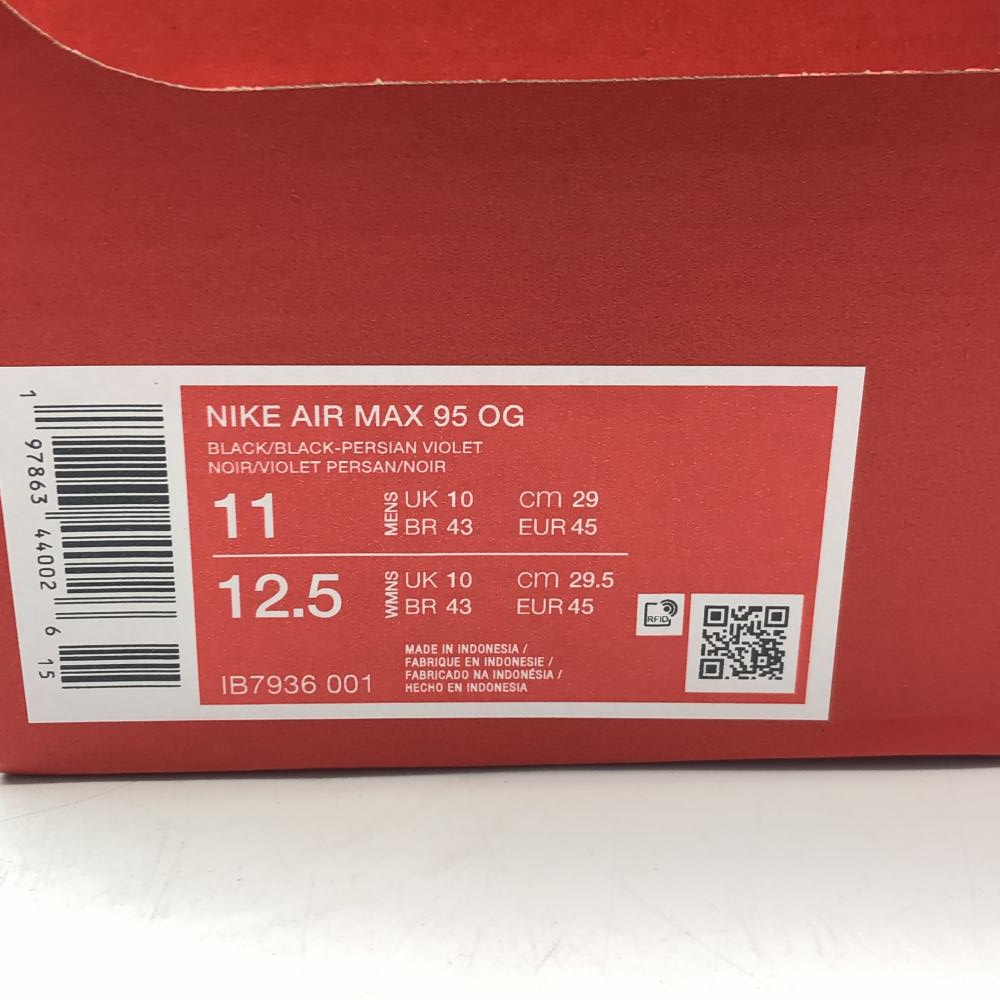 NIKE AIR MAX 95 OG
BLACK/BLACK-PERSIAN VIOLET
NOIR/VIOLET PERSAN/NOIR
11 MENS UK 10 cm 29
BR 43 EUR 45
12.5 WMNS UK 10 cm 29.5
BR 43 EUR 45
RFID
MADE IN INDONESIA /
FABRIQUE EN INDONESIE /
FABRICADO NA INDONÉSIA /
HECHO EN INDONESIA
IB7936 001
1 97863 44002 6 15